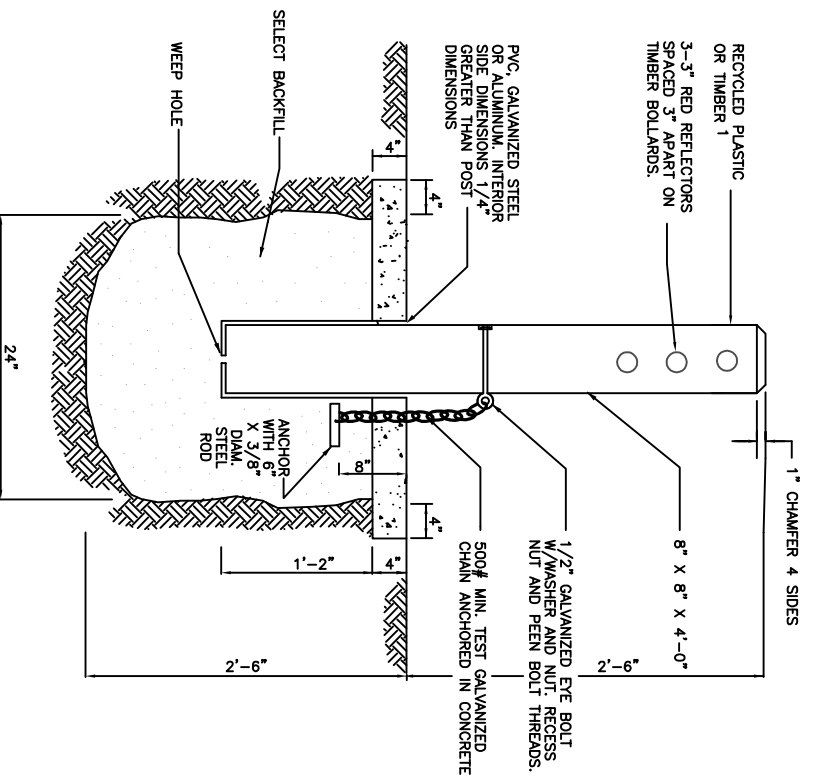 RECYCLED PLASTIC
OR TIMBER 1
3-3" RED REFLECTORS
SPACED 3" APART ON
TIMBER BOLLARDS.
PVC, GALVANIZED STEEL
OR ALUMINUM. INTERIOR
SIDE DIMENSIONS 1/4"
GREATER THAN POST
DIMENSIONS
SELECT BACKFILL
WEEP HOLE
1" CHAMFER 4 SIDES
8" X 8" X 4'-0"
1/2" GALVANIZED EYE BOLT
W/WASHER AND NUT. RECESS
NUT AND PEEN BOLT THREADS.
500# MIN. TEST GALVANIZED
CHAIN ANCHORED IN CONCRETE
ANCHOR
WITH 6"
X 3/8"
DIAM.
STEEL
ROD
4"
4"
8"
4"
4"
1'-2"
2'-6"
2'-6"
24"